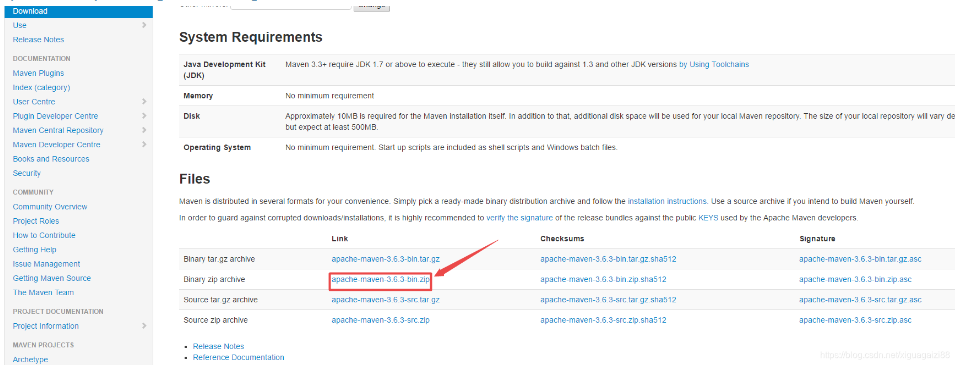 Download
Use
Release Notes
DOCUMENTATION
Maven Plugins
Index (category)
User Centre
Plugin Developer Centre
Maven Central Repository
Maven Developer Centre
Books and Resources
Security
COMMUNITY
Community Overview
Project Roles
How to Contribute
Getting Help
Issue Management
Getting Maven Source
The Maven Team
PROJECT DOCUMENTATION
Project Information
MAVEN PROJECTS
Archetype
System Requirements
Java Development Kit (JDK) Maven 3.3+ require JDK 1.7 or above to execute - they still allow you to build against 1.3 and other JDK versions by Using Toolchains
Memory No minimum requirement
Disk Approximately 10MB is required for the Maven installation itself. In addition to that, additional disk space will be used for your local Maven repository. The size of your local repository will vary de
but expect at least 500MB.
Operating System No minimum requirement. Start up scripts are included as shell scripts and Windows batch files.
Files
Maven is distributed in several formats for your convenience. Simply pick a ready-made binary distribution archive and follow the installation instructions. Use a source archive if you intend to build Maven yourself.
In order to guard against corrupted downloads/installations, it is highly recommended to verify the signature of the release bundles against the public KEYS used by the Apache Maven developers.
Link Checksums Signature
Binary tar.gz archive apache-maven-3.6.3-bin.tar.gz apache-maven-3.6.3-bin.tar.gz.sha512 apache-maven-3.6.3-bin.tar.gz.asc
Binary zip archive apache-maven-3.6.3-bin.zip apache-maven-3.6.3-bin.zip.sha512 apache-maven-3.6.3-bin.zip.asc
Source tar.gz archive apache-maven-3.6.3-src.tar.gz apache-maven-3.6.3-src.tar.gz.sha512 apache-maven-3.6.3-src.tar.gz.asc
Source zip archive apache-maven-3.6.3-src.zip apache-maven-3.6.3-src.zip.sha512 apache-maven-3.6.3-src.zip.asc
Release Notes
Reference Documentation